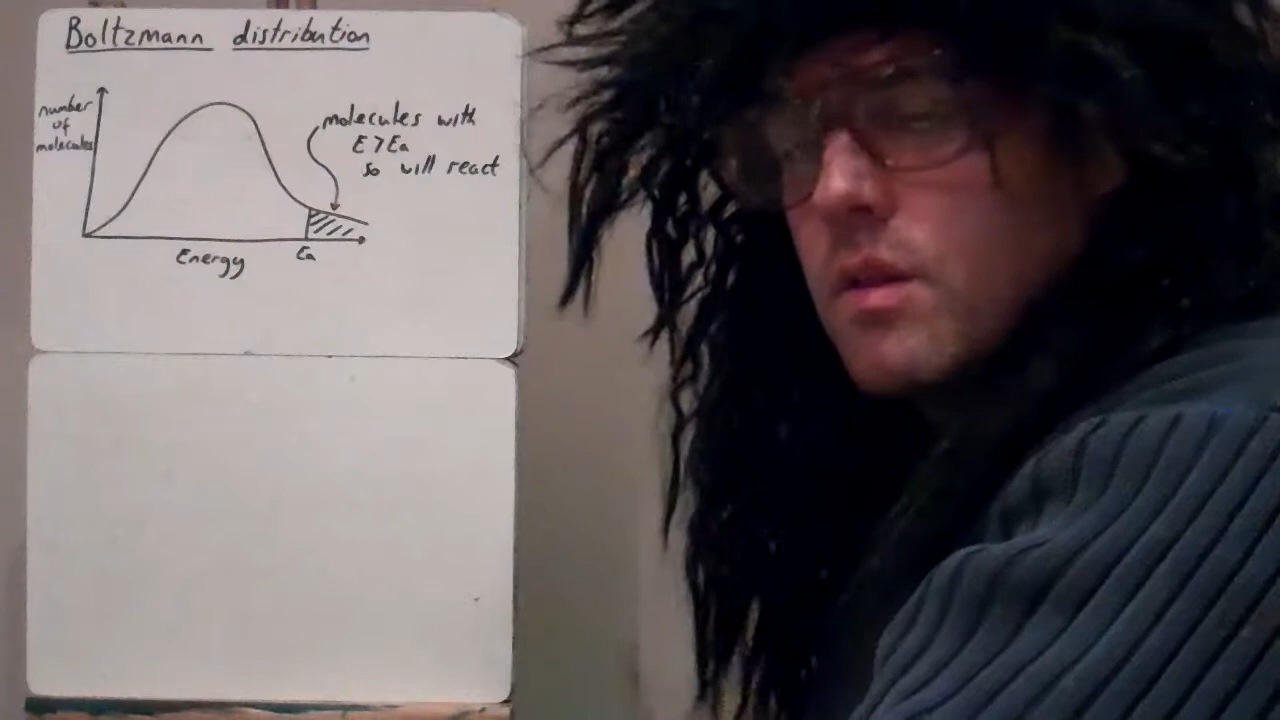 Boltzmann distribution
number
of
molecules
molecules with
E > Ea
so will react
Energy
Ea